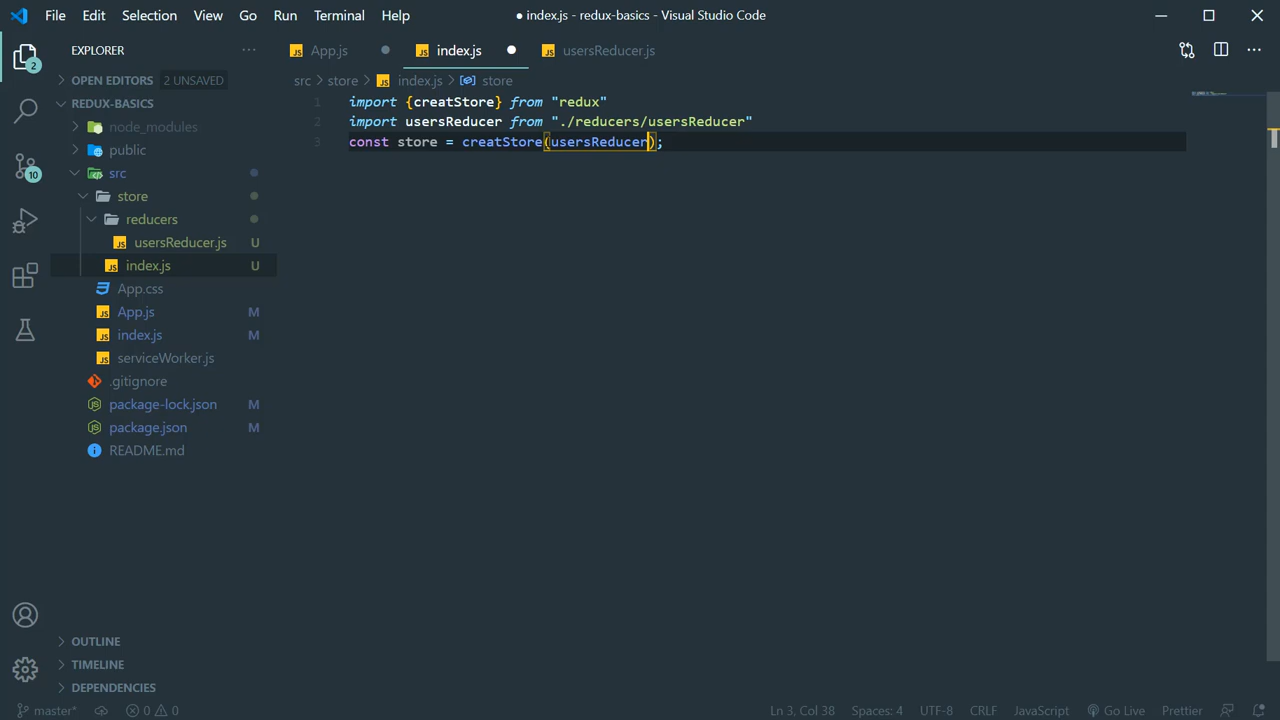 File Edit Selection View Go Run Terminal Help ● index.js - redux-basics - Visual Studio Code
EXPLORER
App.js
index.js
usersReducer.js
OPEN EDITORS 2 UNSAVED
src > store > index.js > store
REDUX-BASICS
node_modules
public
src
store
reducers
usersReducer.js U
index.js U
App.css
App.js M
index.js M
serviceWorker.js
.gitignore
package-lock.json M
package.json M
README.md
2
10
1 import {creatStore} from "redux"
2 import usersReducer from "./reducers/usersReducer"
3 const store = creatStore(usersReducer);
OUTLINE
TIMELINE
DEPENDENCIES
master* 0 0 Ln 3, Col 38 Spaces: 4 UTF-8 CRLF JavaScript Go Live Prettier